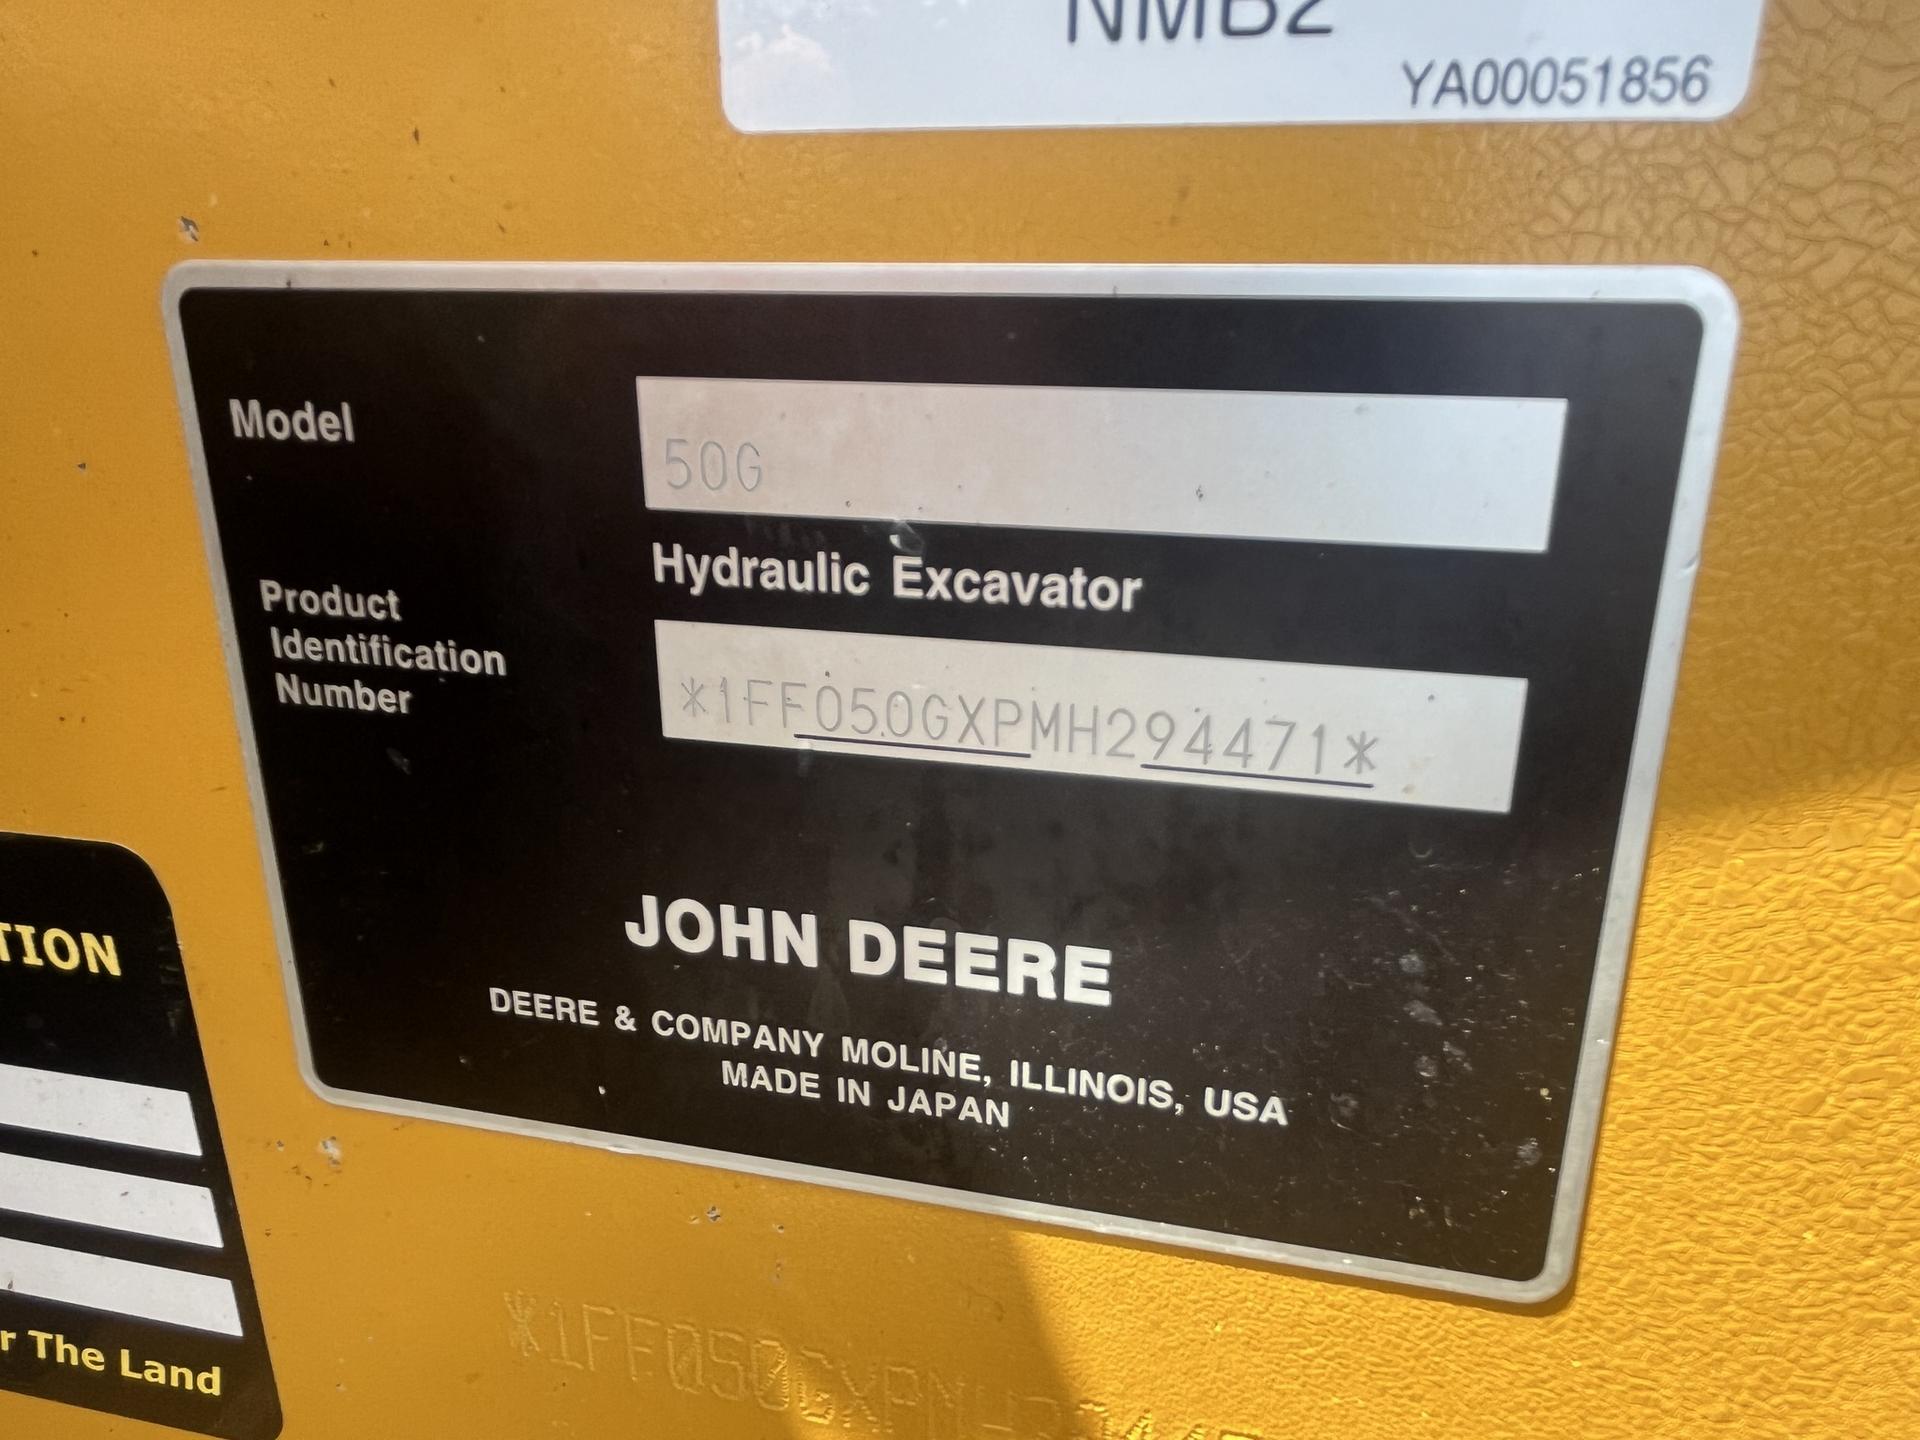 NMB2
YA00051856
Model
50G
Hydraulic Excavator
Product
Identification
Number
*1FF050GXPMH294471*
JOHN DEERE
DEERE & COMPANY MOLINE, ILLINOIS, USA
MADE IN JAPAN
TION
r The Land
*1FF050GXPMH